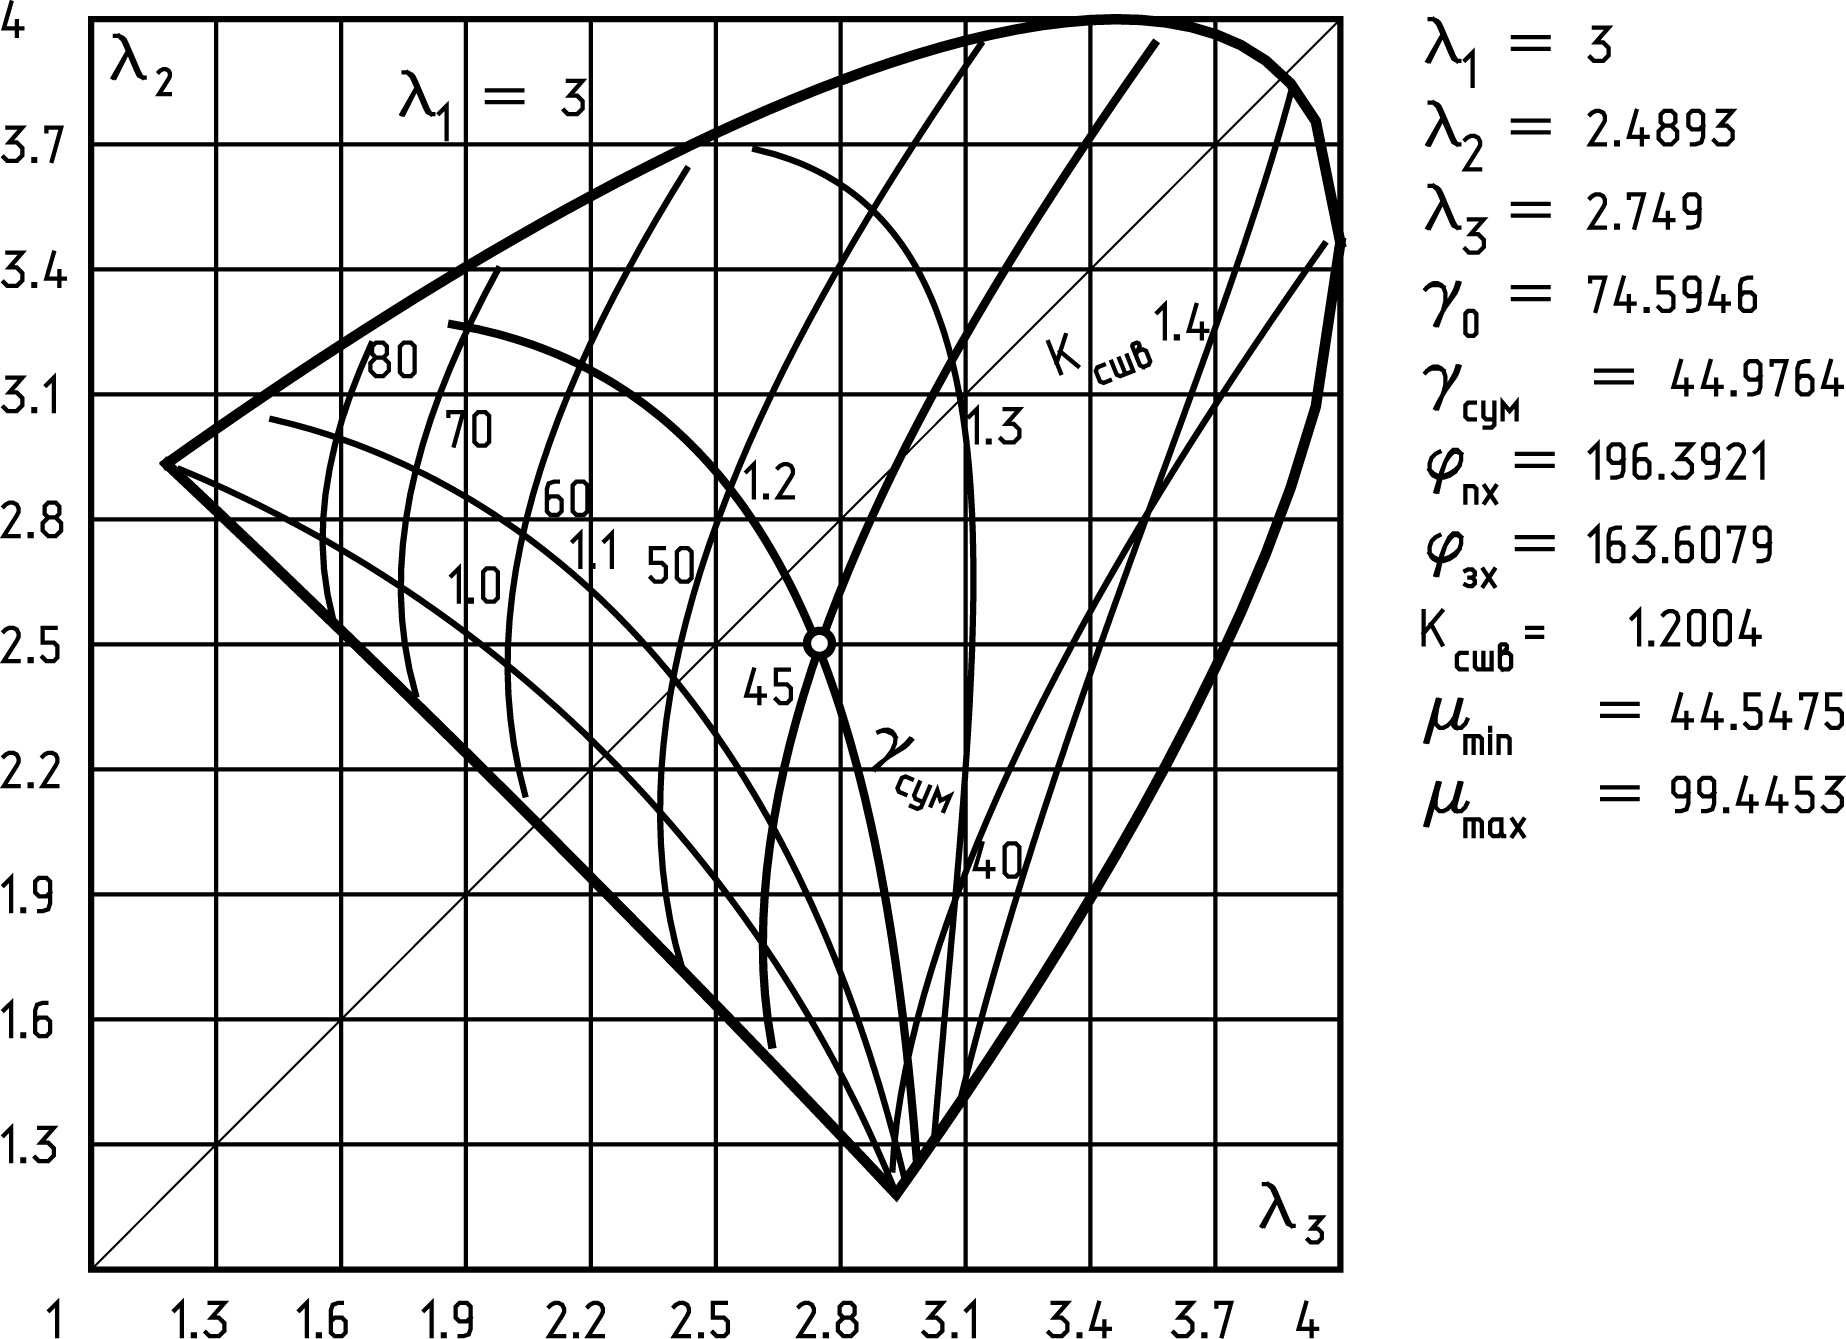 4
λ2
λ1 = 3
3.7
3.4
3.1
2.8
2.5
2.2
1.9
1.6
1.3
80
70
60
50
45
40
1.0
1.1
1.2
1.3
Kсшв 1.4
γсум
λ3
1 1.3 1.6 1.9 2.2 2.5 2.8 3.1 3.4 3.7 4
λ1 = 3
λ2 = 2.4893
λ3 = 2.749
γ0 = 74.5946
γсум = 44.9764
φпх = 196.3921
φзх = 163.6079
Kсшв = 1.2004
μmin = 44.5475
μmax = 99.4453